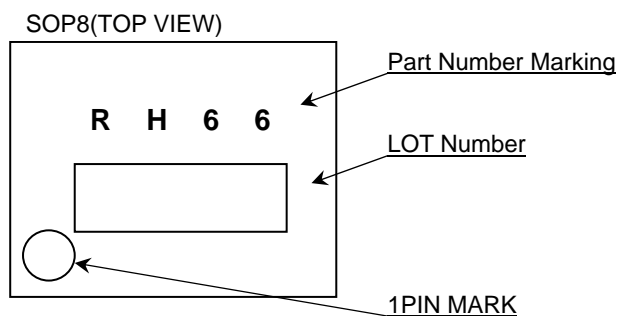 SOP8(TOP VIEW)
Part Number Marking
R H 6 6
LOT Number
1PIN MARK